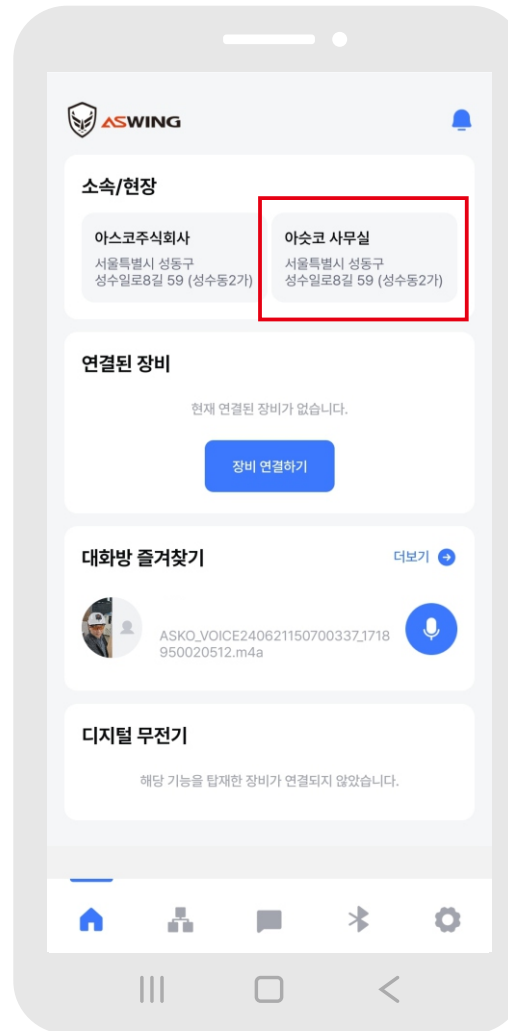 ASWING
소속/현장
아스코주식회사
서울특별시 성동구
성수일로8길 59 (성수동2가)
아슷코 사무실
서울특별시 성동구
성수일로8길 59 (성수동2가)
연결된 장비
현재 연결된 장비가 없습니다.
장비 연결하기
대화방 즐겨찾기
더보기
ASKO_VOICE240621150700337_1718
950020512.m4a
디지털 무전기
해당 기능을 탑재한 장비가 연결되지 않았습니다.